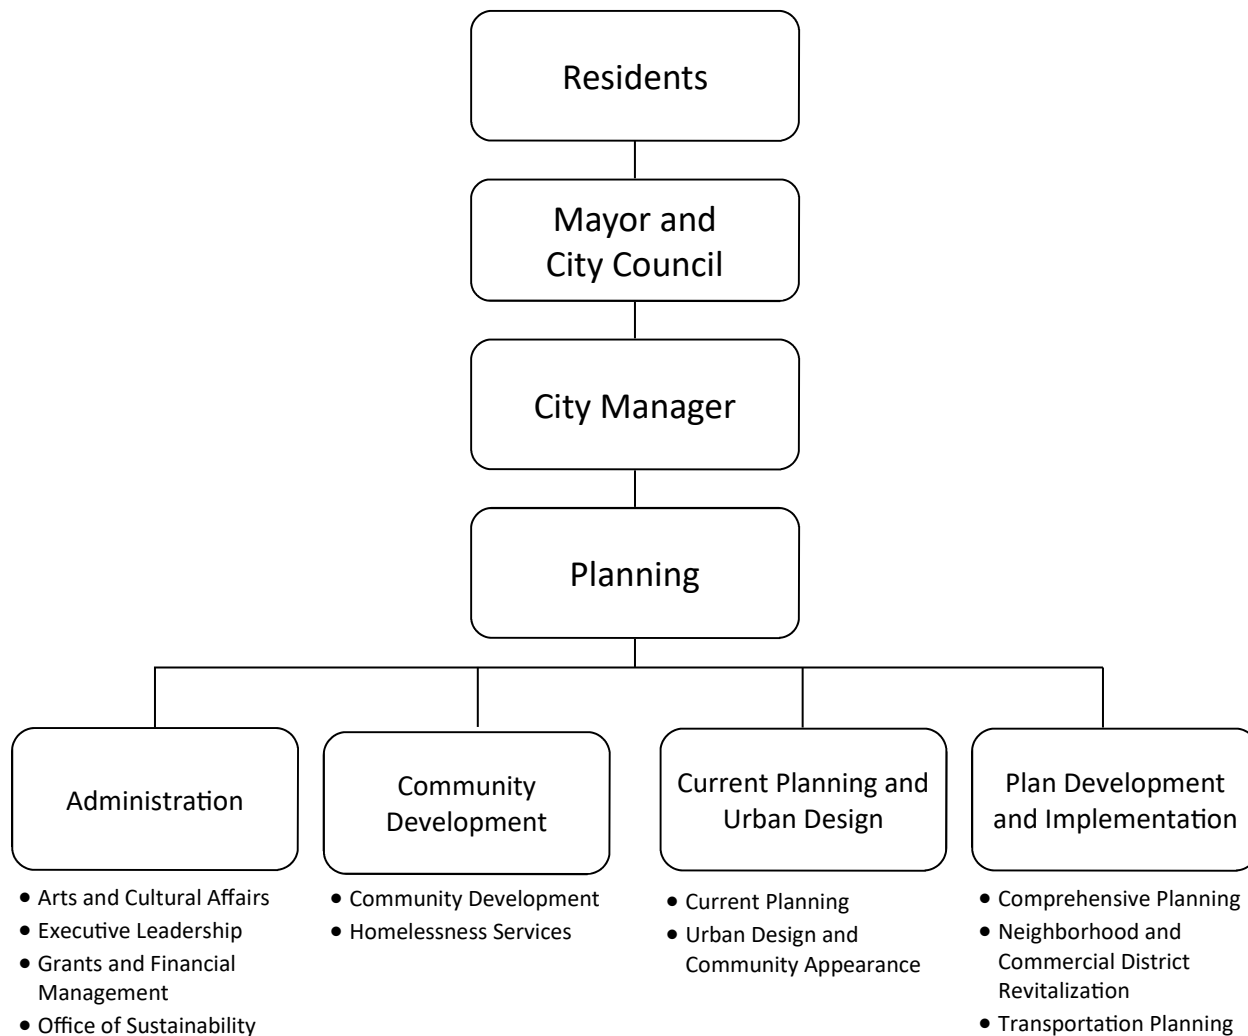 Residents
Mayor and
City Council
City Manager
Planning
Administration
• Arts and Cultural Affairs
• Executive Leadership
• Grants and Financial
Management
• Office of Sustainability
Community
Development
• Community Development
• Homelessness Services
Current Planning and
Urban Design
• Current Planning
• Urban Design and
Community Appearance
Plan Development
and Implementation
• Comprehensive Planning
• Neighborhood and
Commercial District
Revitalization
• Transportation Planning